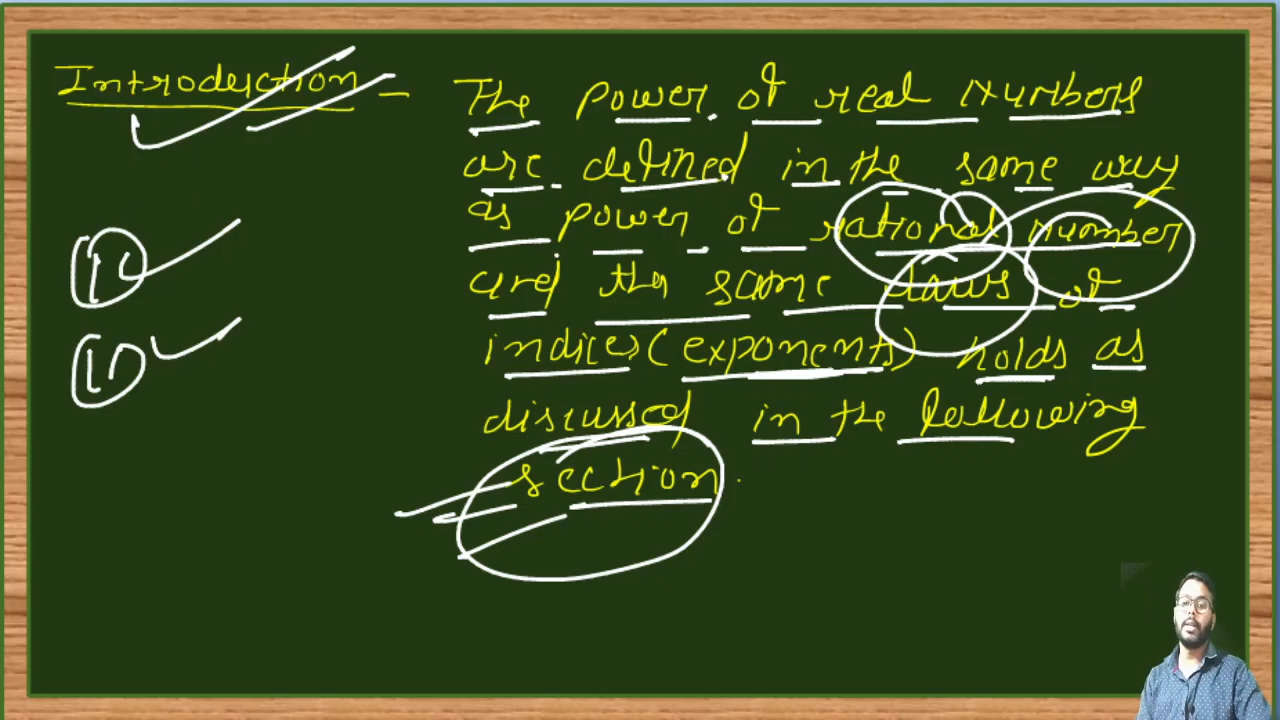 Introduction - The power of real numbers
are defined in the same way
as power of rational number
and the same laws of
indices (exponents) holds as
discussed in the following
section.